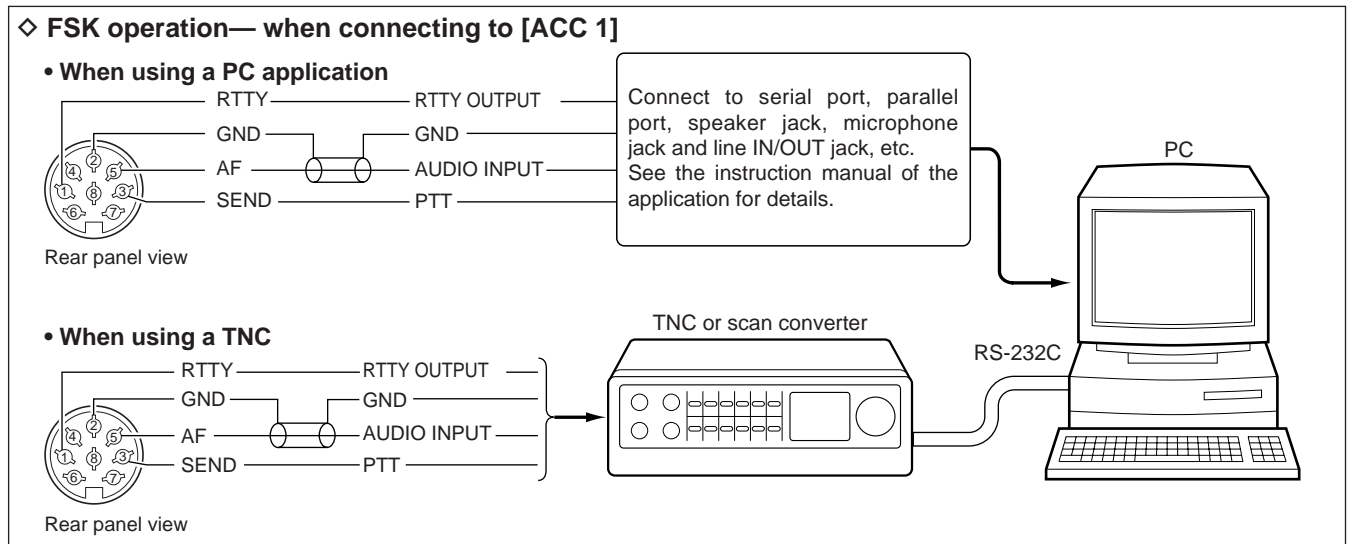 ◇ FSK operation— when connecting to [ACC 1]
• When using a PC application
RTTY RTTY OUTPUT
GND GND
AF AUDIO INPUT
SEND PTT
2
4 5
1 8 3
6 7
Rear panel view
Connect to serial port, parallel
port, speaker jack, microphone
jack and line IN/OUT jack, etc.
See the instruction manual of the
application for details.
PC
• When using a TNC
RTTY RTTY OUTPUT
GND GND
AF AUDIO INPUT
SEND PTT
2
4 5
1 8 3
6 7
Rear panel view
TNC or scan converter
RS-232C